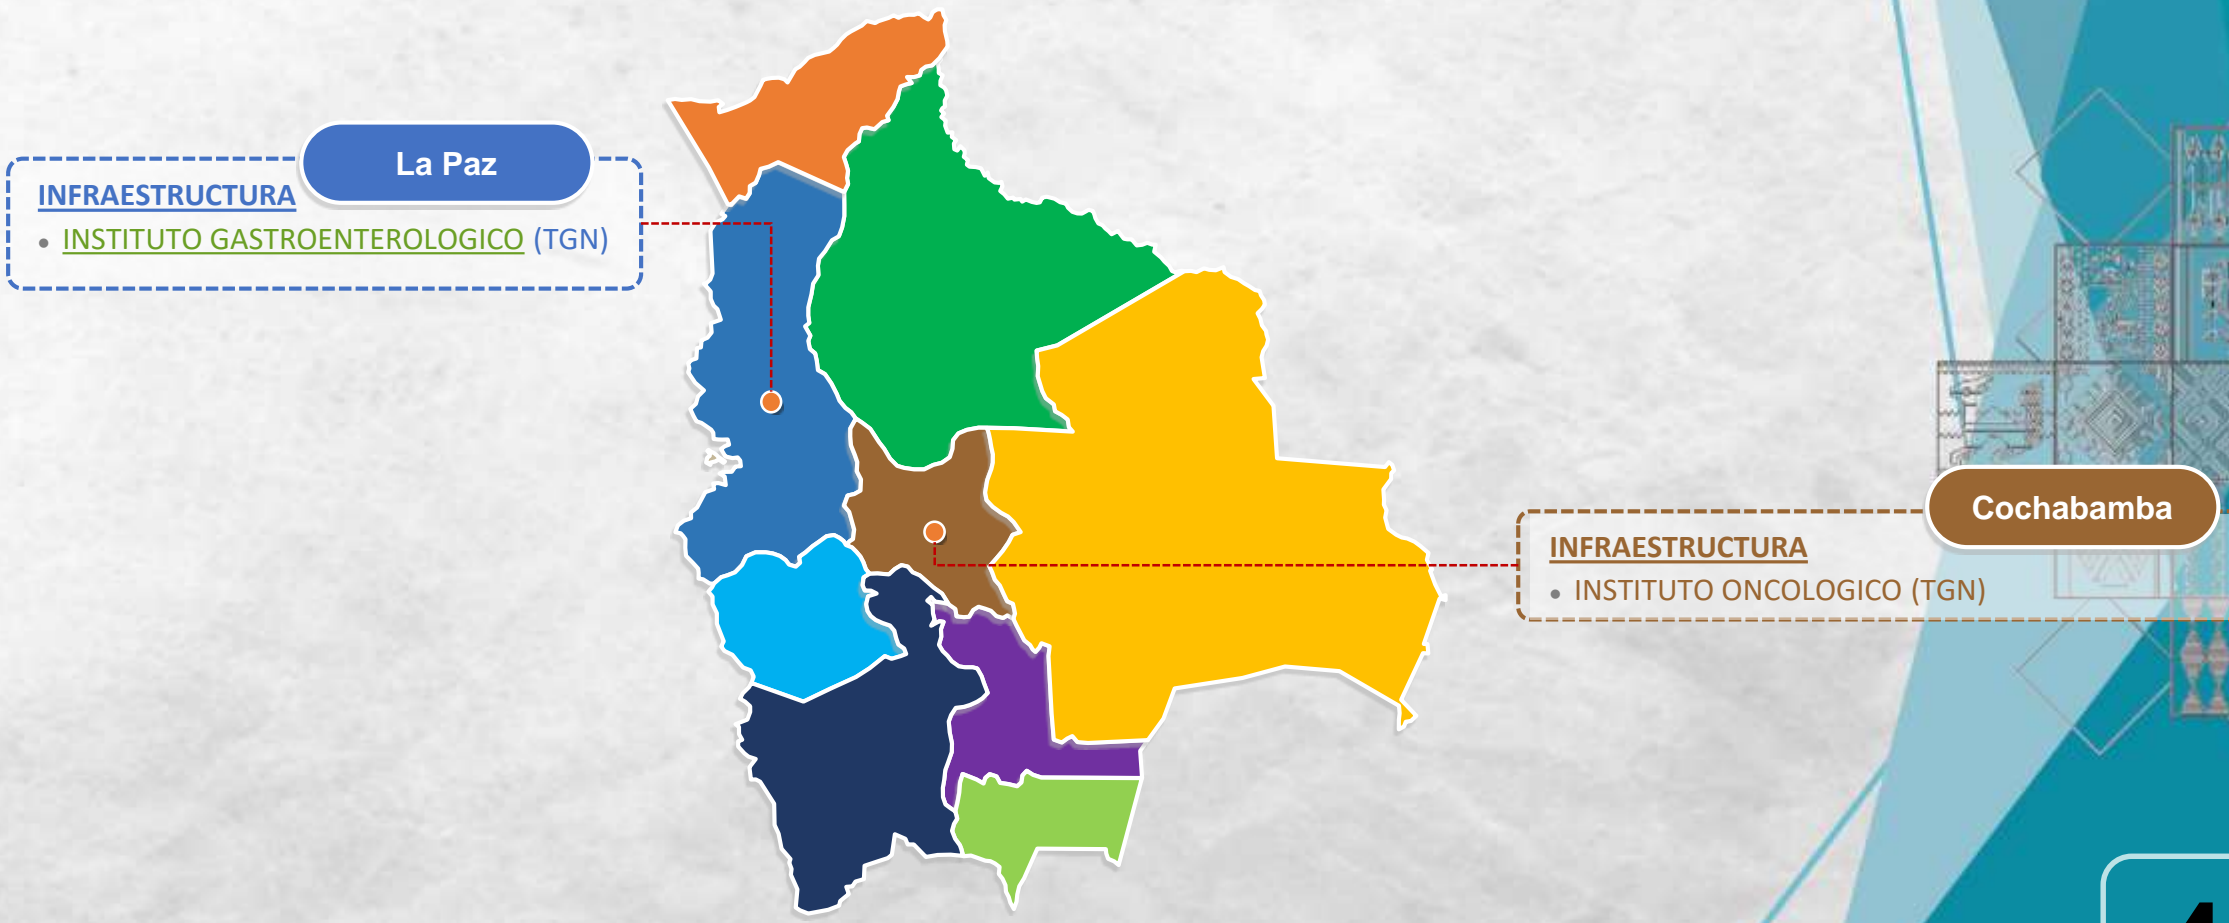 La Paz
INFRAESTRUCTURA
• INSTITUTO GASTROENTEROLOGICO (TGN)
Cochabamba
INFRAESTRUCTURA
• INSTITUTO ONCOLOGICO (TGN)